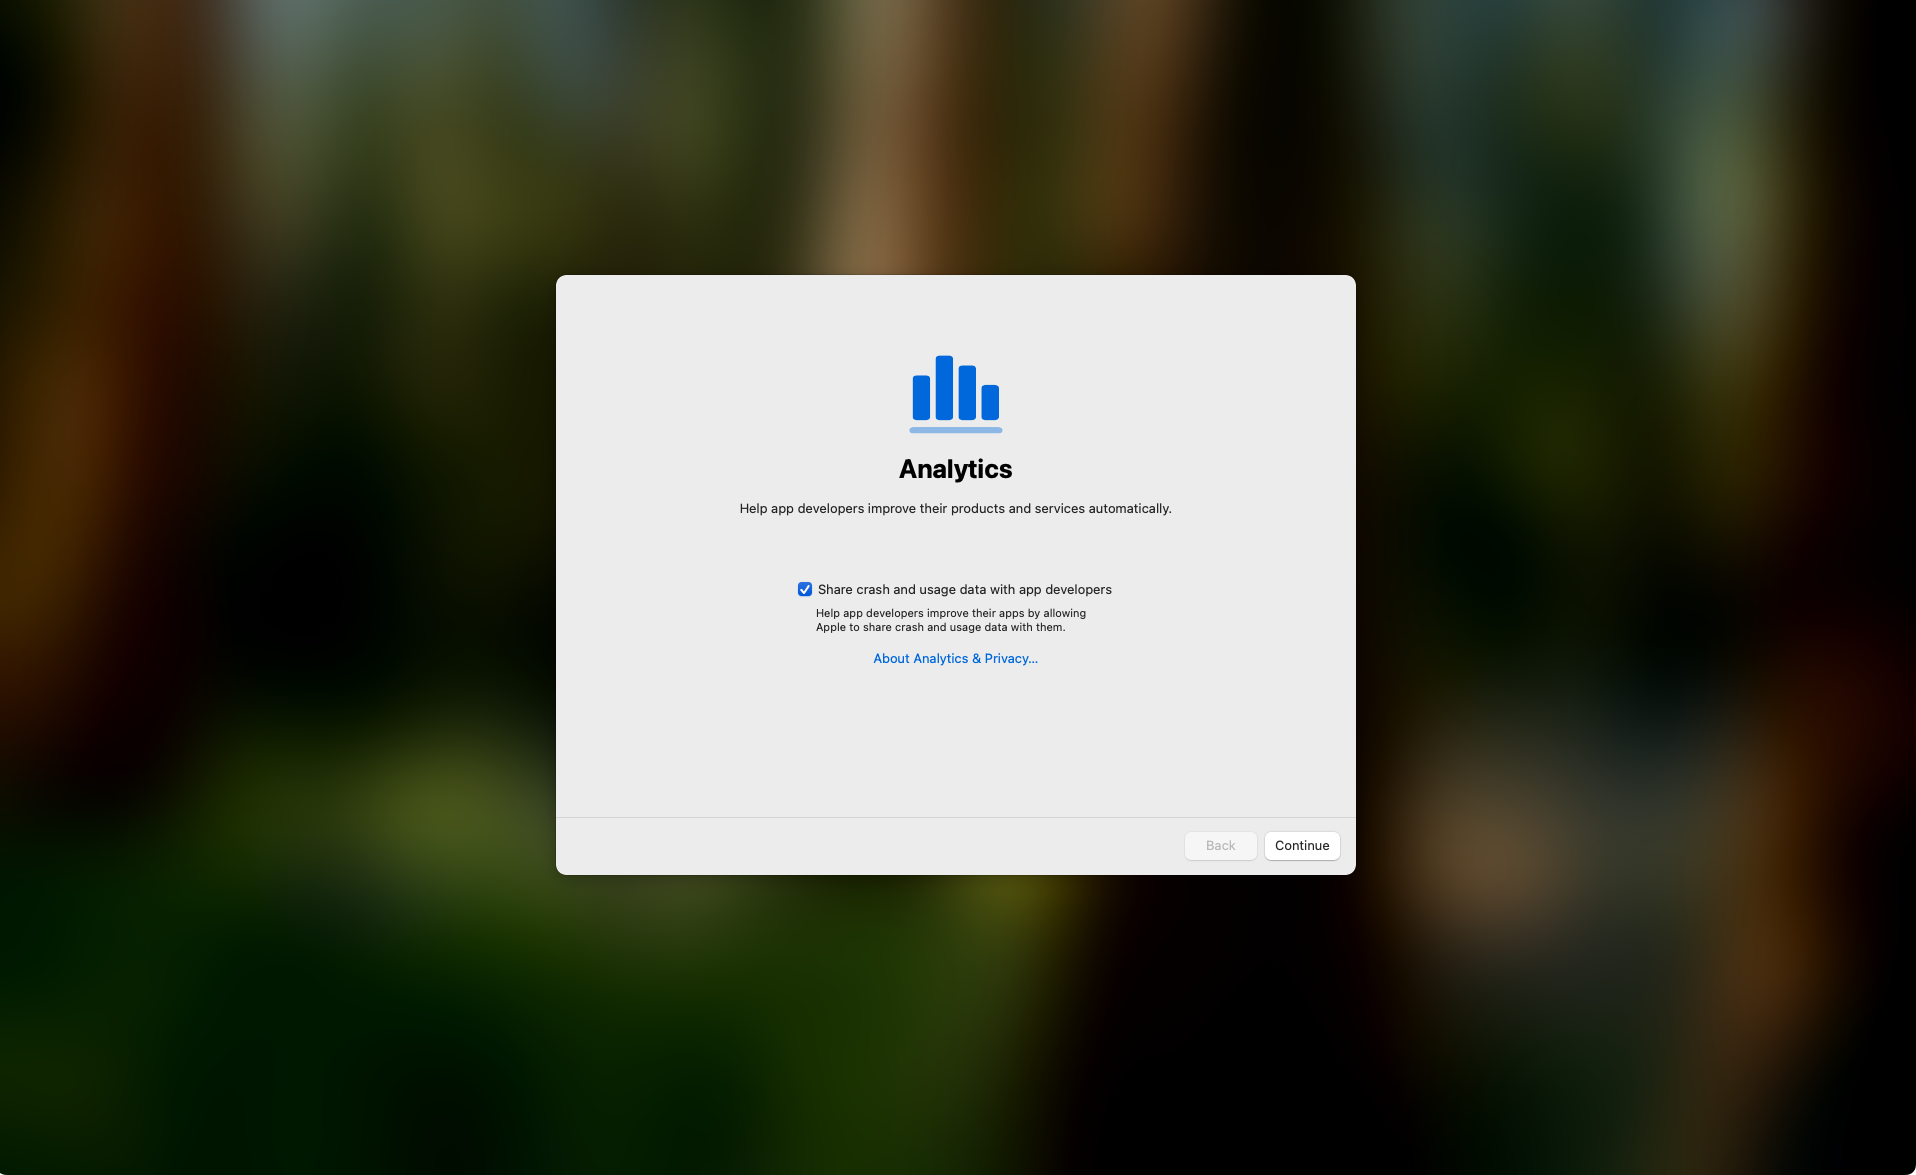 Analytics
Help app developers improve their products and services automatically.
Share crash and usage data with app developers
Help app developers improve their apps by allowing
Apple to share crash and usage data with them.
About Analytics & Privacy...
Back
Continue